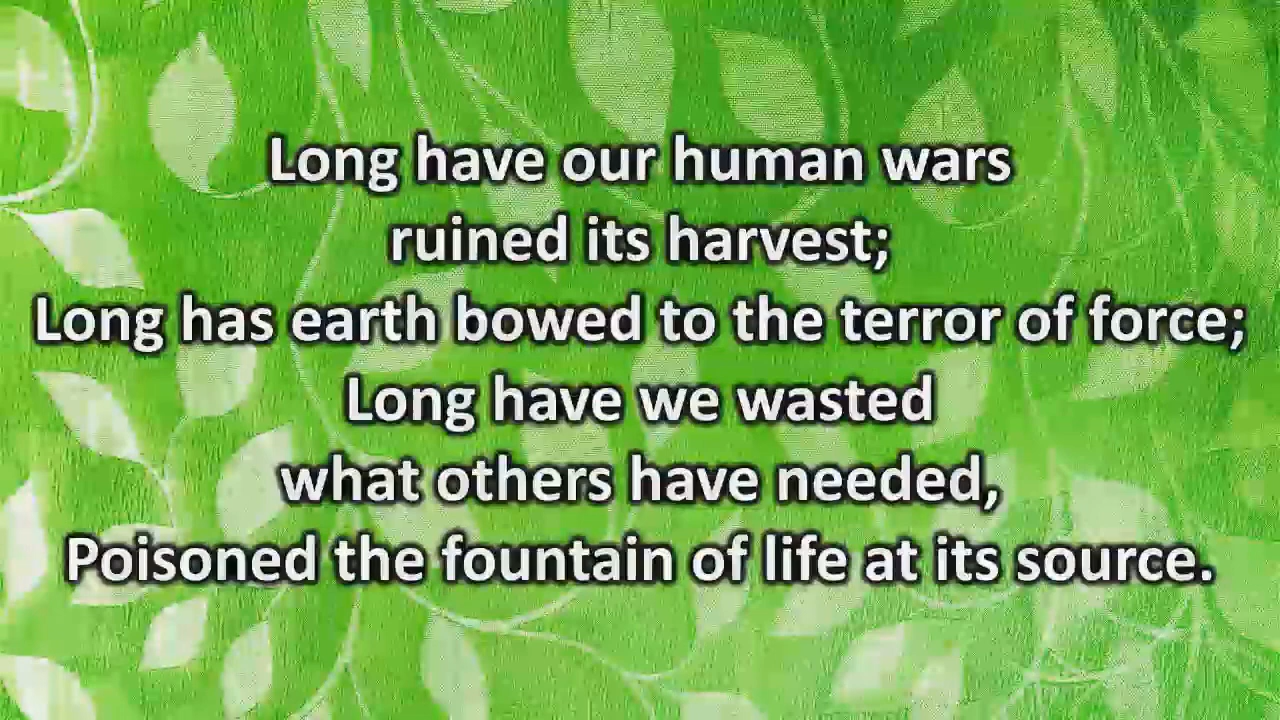 Long have our human wars
ruined its harvest;
Long has earth bowed to the terror of force;
Long have we wasted
what others have needed,
Poisoned the fountain of life at its source.